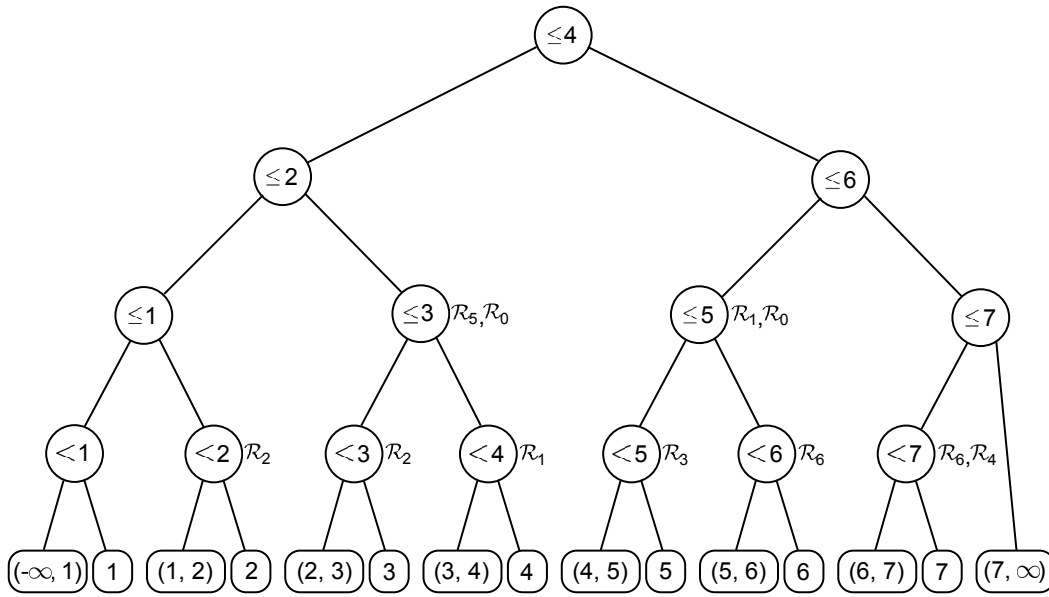 ≤4
≤2 ≤6
≤1 ≤3 ℛ5,ℛ0 ≤5 ℛ1,ℛ0 ≤7
<1 <2 ℛ2 <3 ℛ2 <4 ℛ1 <5 ℛ3 <6 ℛ6 <7 ℛ6,ℛ4
(-∞, 1) 1 (1, 2) 2 (2, 3) 3 (3, 4) 4 (4, 5) 5 (5, 6) 6 (6, 7) 7 (7, ∞)